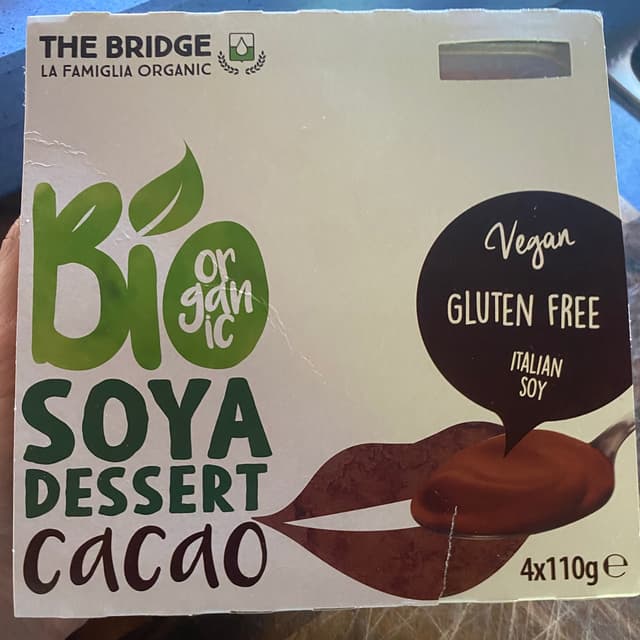 THE BRIDGE
LA FAMIGLIA ORGANIC
Bio
or
gan
ic
SOYA
DESSERT
cacao
Vegan
GLUTEN FREE
ITALIAN
SOY
4x110g ℮